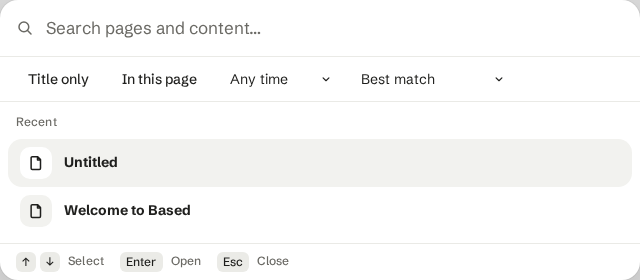 Search pages and content...
Title only In this page Any time Best match
Recent
Untitled
Welcome to Based
↑ ↓ Select Enter Open Esc Close